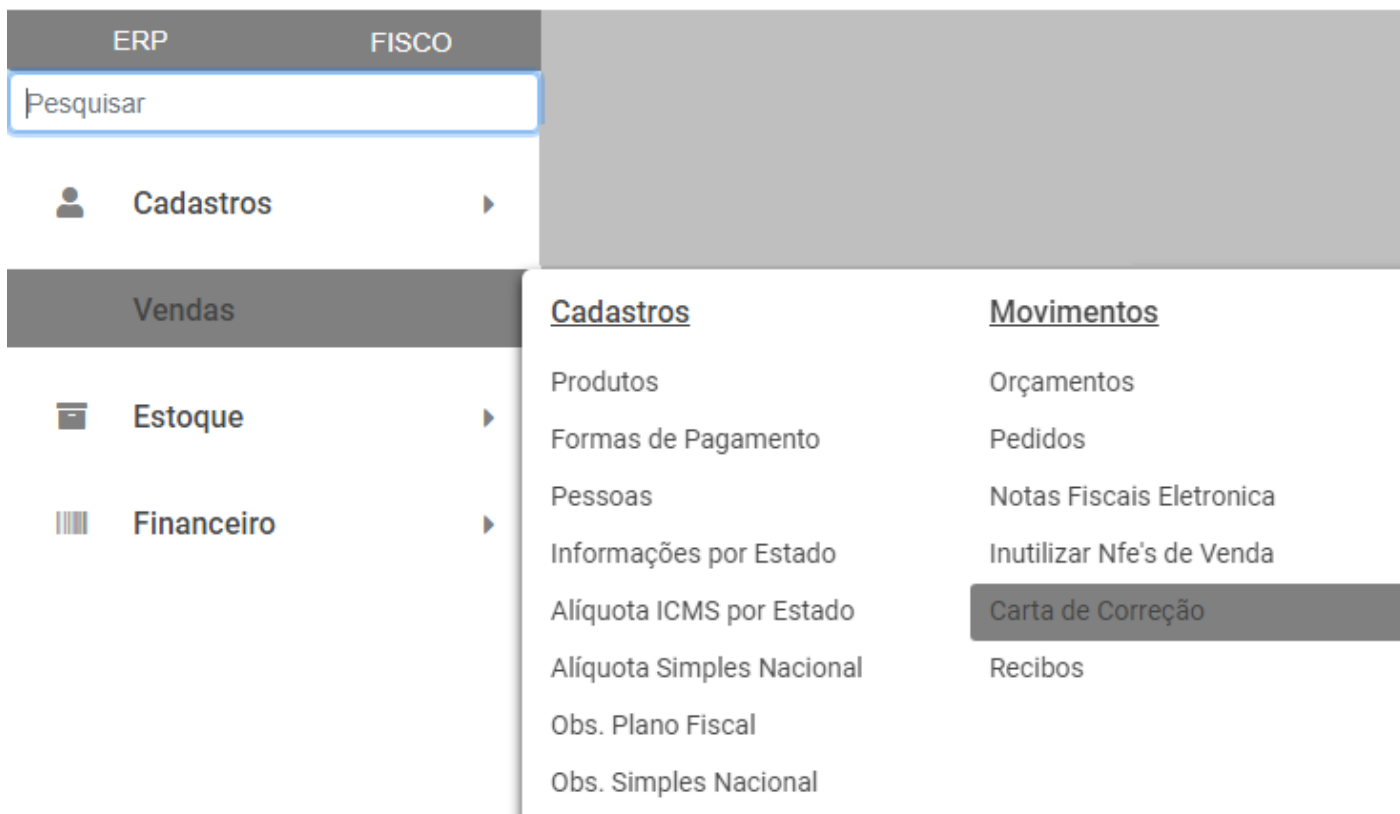 ERP FISCO
Pesquisar
Cadastros
Vendas
Estoque
Financeiro
Cadastros
Produtos
Formas de Pagamento
Pessoas
Informações por Estado
Alíquota ICMS por Estado
Alíquota Simples Nacional
Obs. Plano Fiscal
Obs. Simples Nacional
Movimentos
Orçamentos
Pedidos
Notas Fiscais Eletronica
Inutilizar Nfe's de Venda
Carta de Correção
Recibos